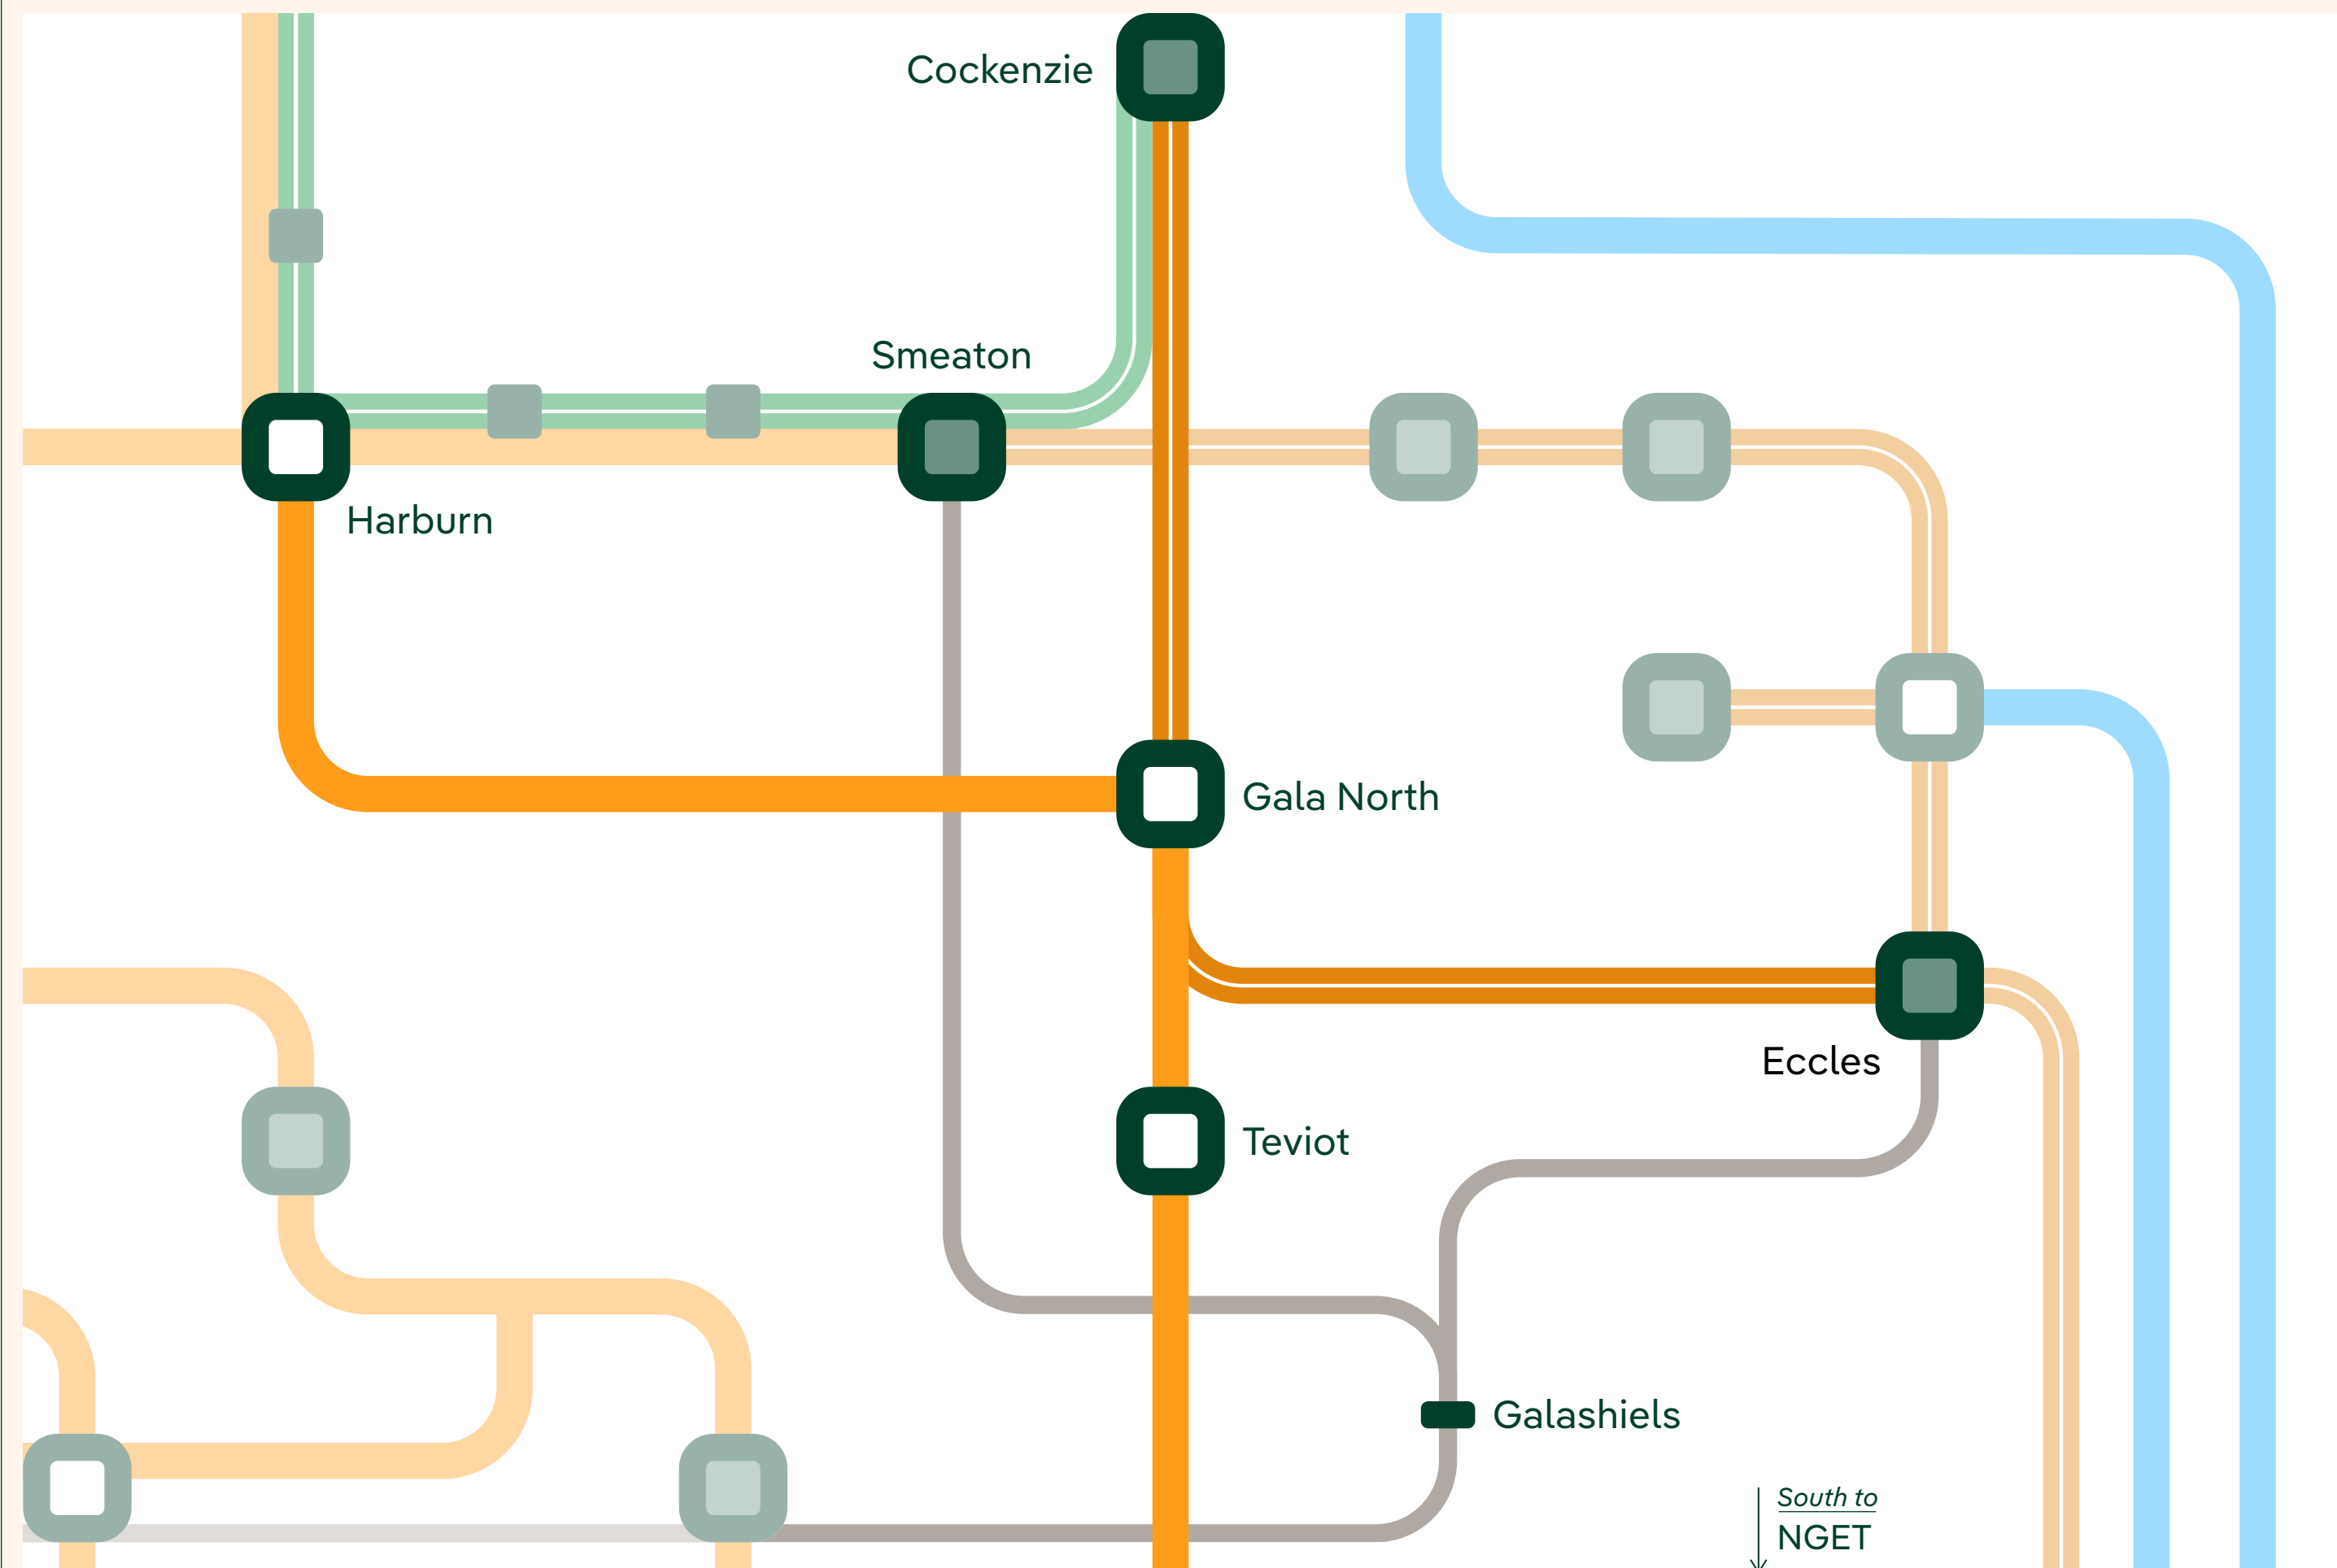 Cockenzie
Smeaton
Harburn
Gala North
Eccles
Teviot
Galashiels
South to
NGET